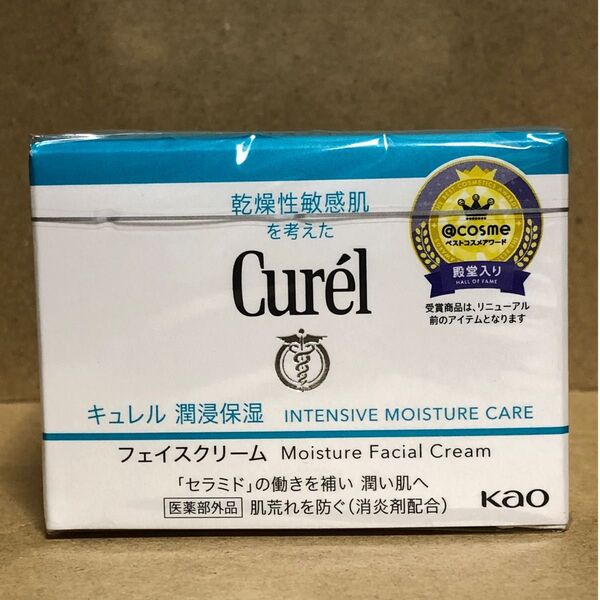 乾燥性敏感肌
を考えた
Curél
@cosme
ベストコスメアワード
殿堂入り
HALL OF FAME
受賞商品は、リニューアル
前のアイテムとなります
キュレル 潤浸保湿 INTENSIVE MOISTURE CARE
フェイスクリーム Moisture Facial Cream
「セラミド」の働きを補い 潤い肌へ
医薬部外品 肌荒れを防ぐ(消炎剤配合)
Kao